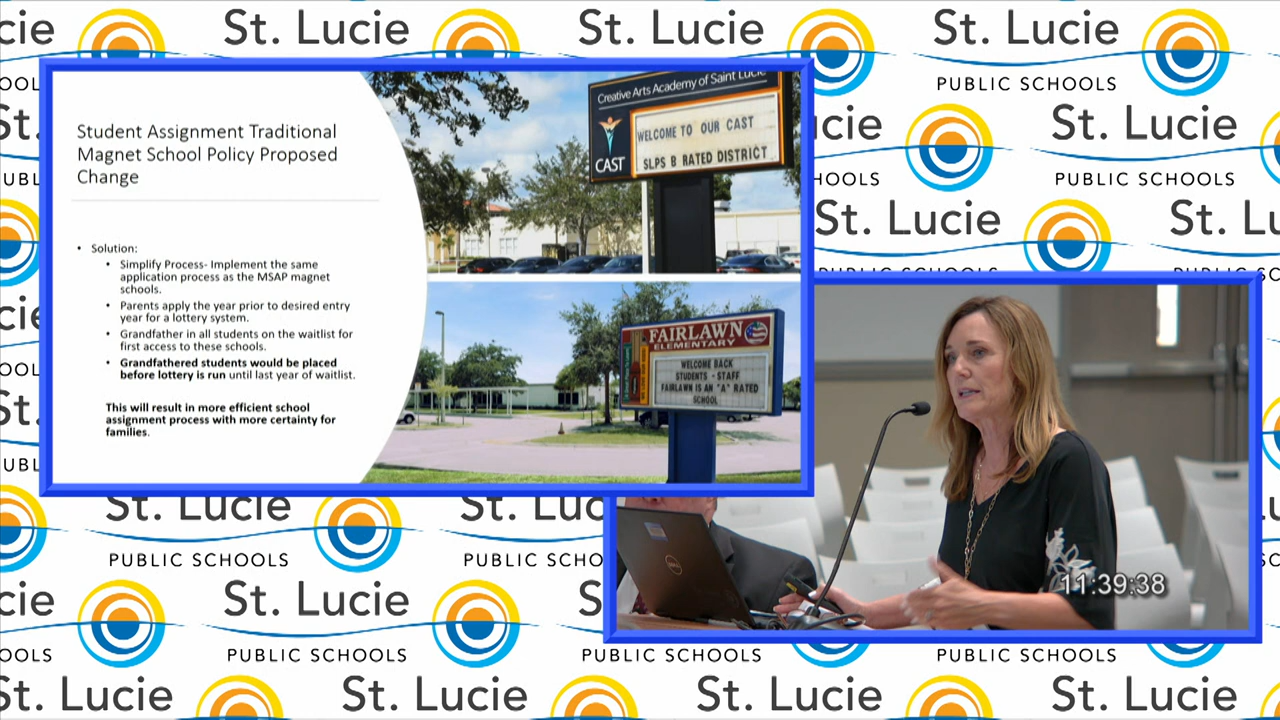 St. Lucie
PUBLIC SCHOOLS
Student Assignment Traditional
Magnet School Policy Proposed
Change
• Solution:
• Simplify Process- Implement the same
application process as the MSAP magnet
schools.
• Parents apply the year prior to desired entry
year for a lottery system.
• Grandfather in all students on the waitlist for
first access to these schools.
• Grandfathered students would be placed
before lottery is run until last year of waitlist.
This will result in more efficient school
assignment process with more certainty for
families.
Creative Arts Academy of Saint Lucie
CAST
WELCOME TO OUR CAST
SLPS B RATED DISTRICT
FAIRLAWN
ELEMENTARY
WELCOME BACK
STUDENTS - STAFF
FAIRLAWN IS AN "A" RATED
SCHOOL
DELL
11:39:38
St. Lucie
PUBLIC SCHOOLS